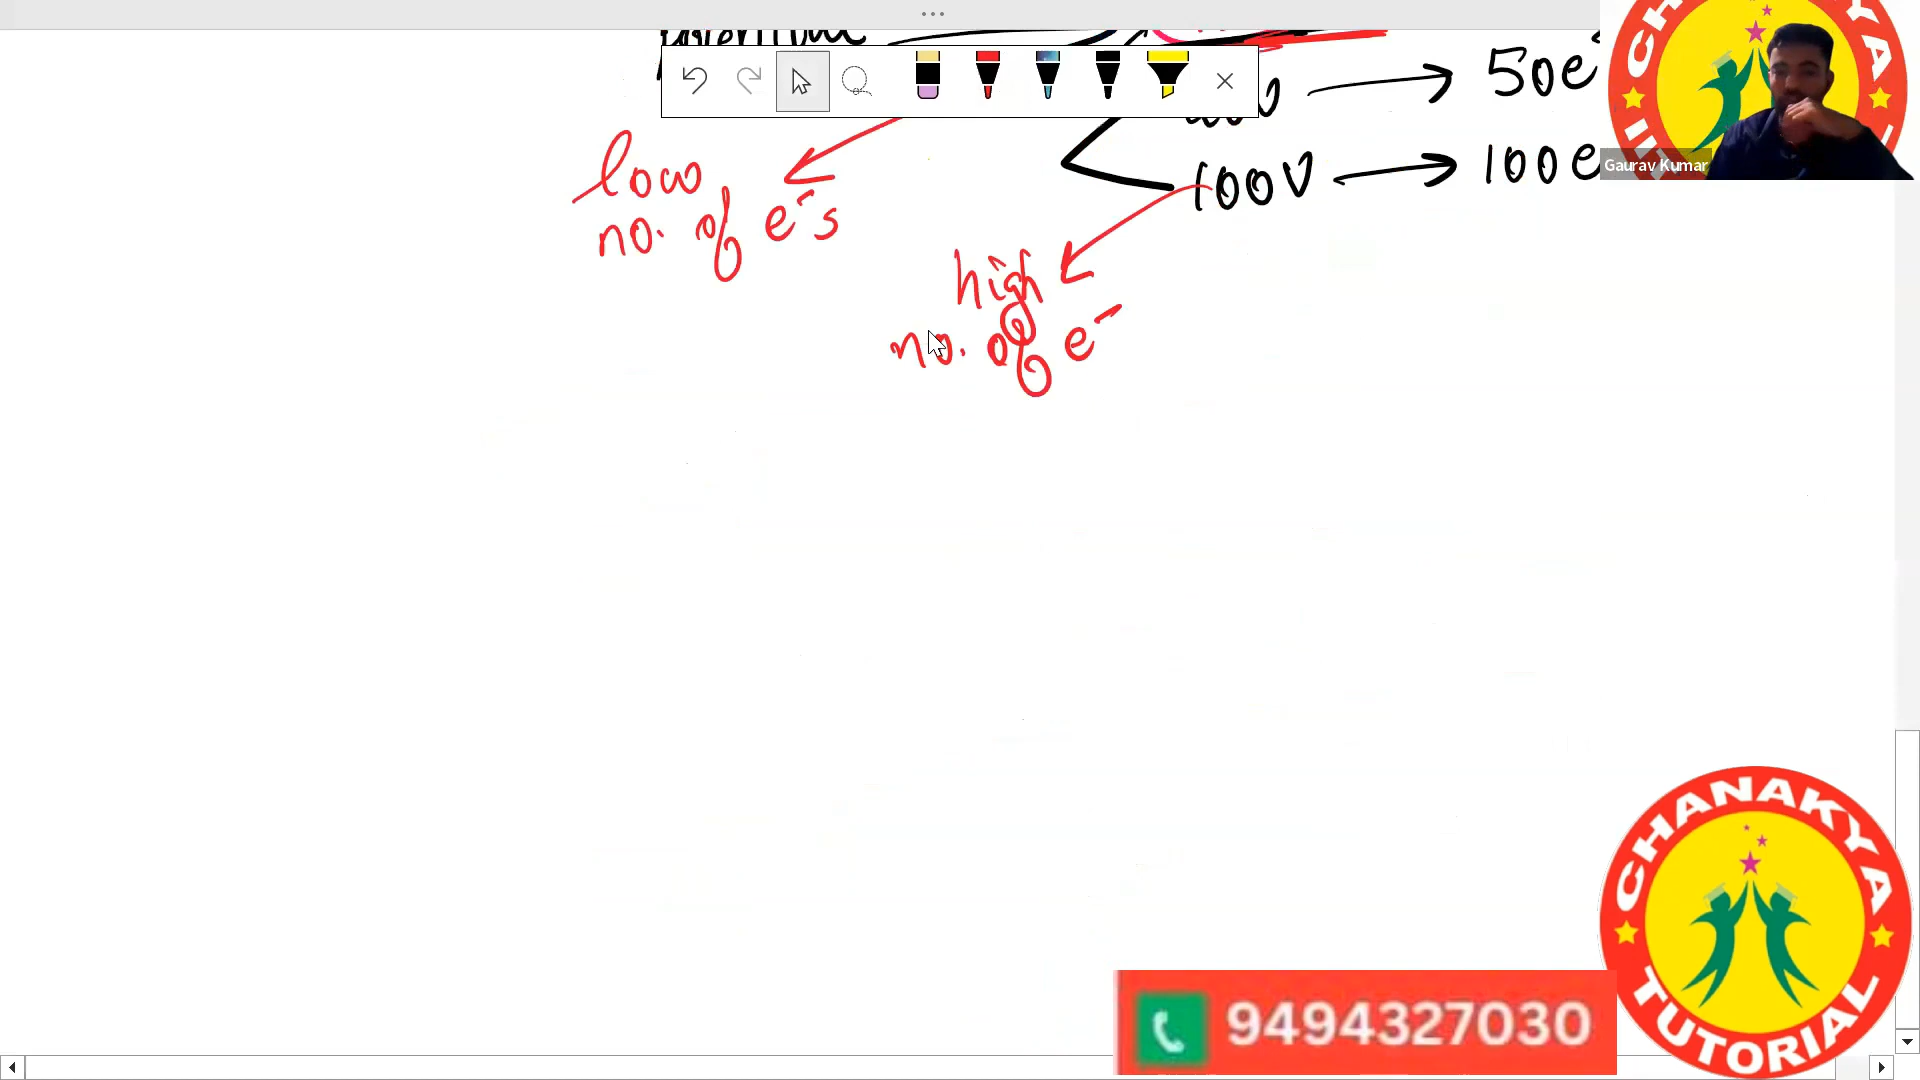 50e
Gaurav Kumar
100V → 100e
low
no. of e⁻s
high
no. of e⁻
CHANAKYA
TUTORIAL
9494327030